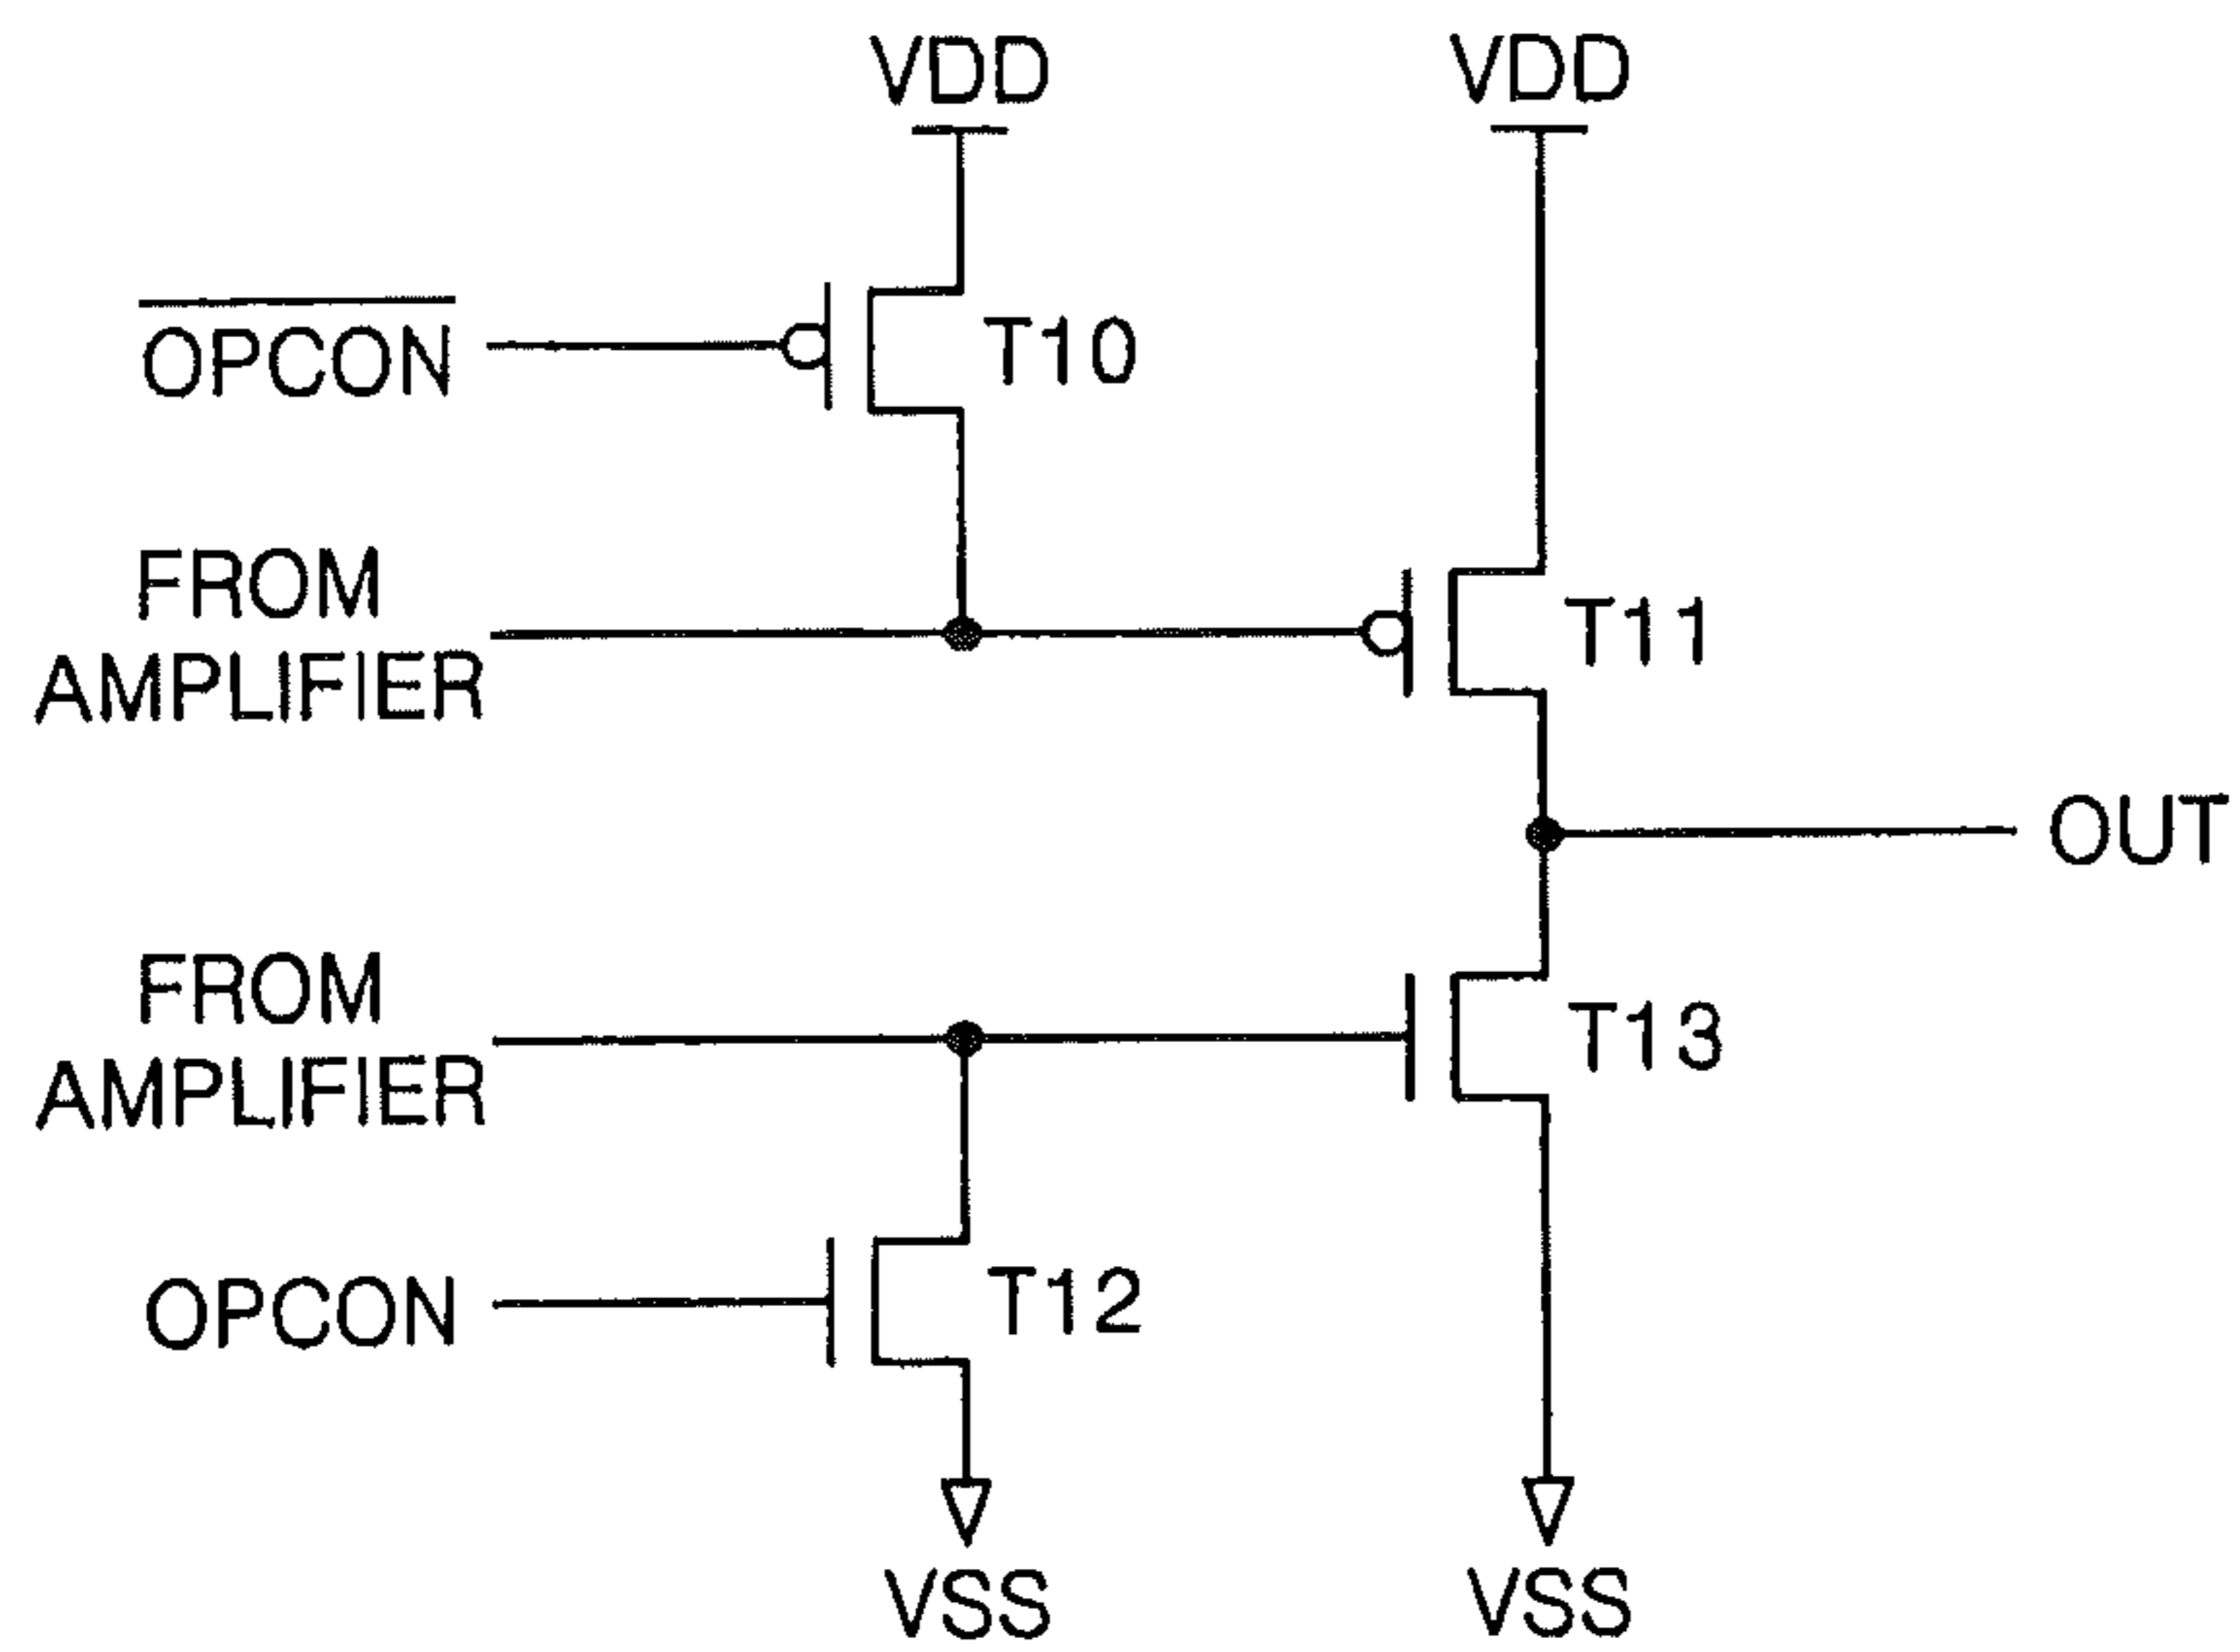 VDD
VDD
OPCON
T10
FROM
AMPLIFIER
T11
OUT
FROM
AMPLIFIER
T13
OPCON
T12
VSS
VSS